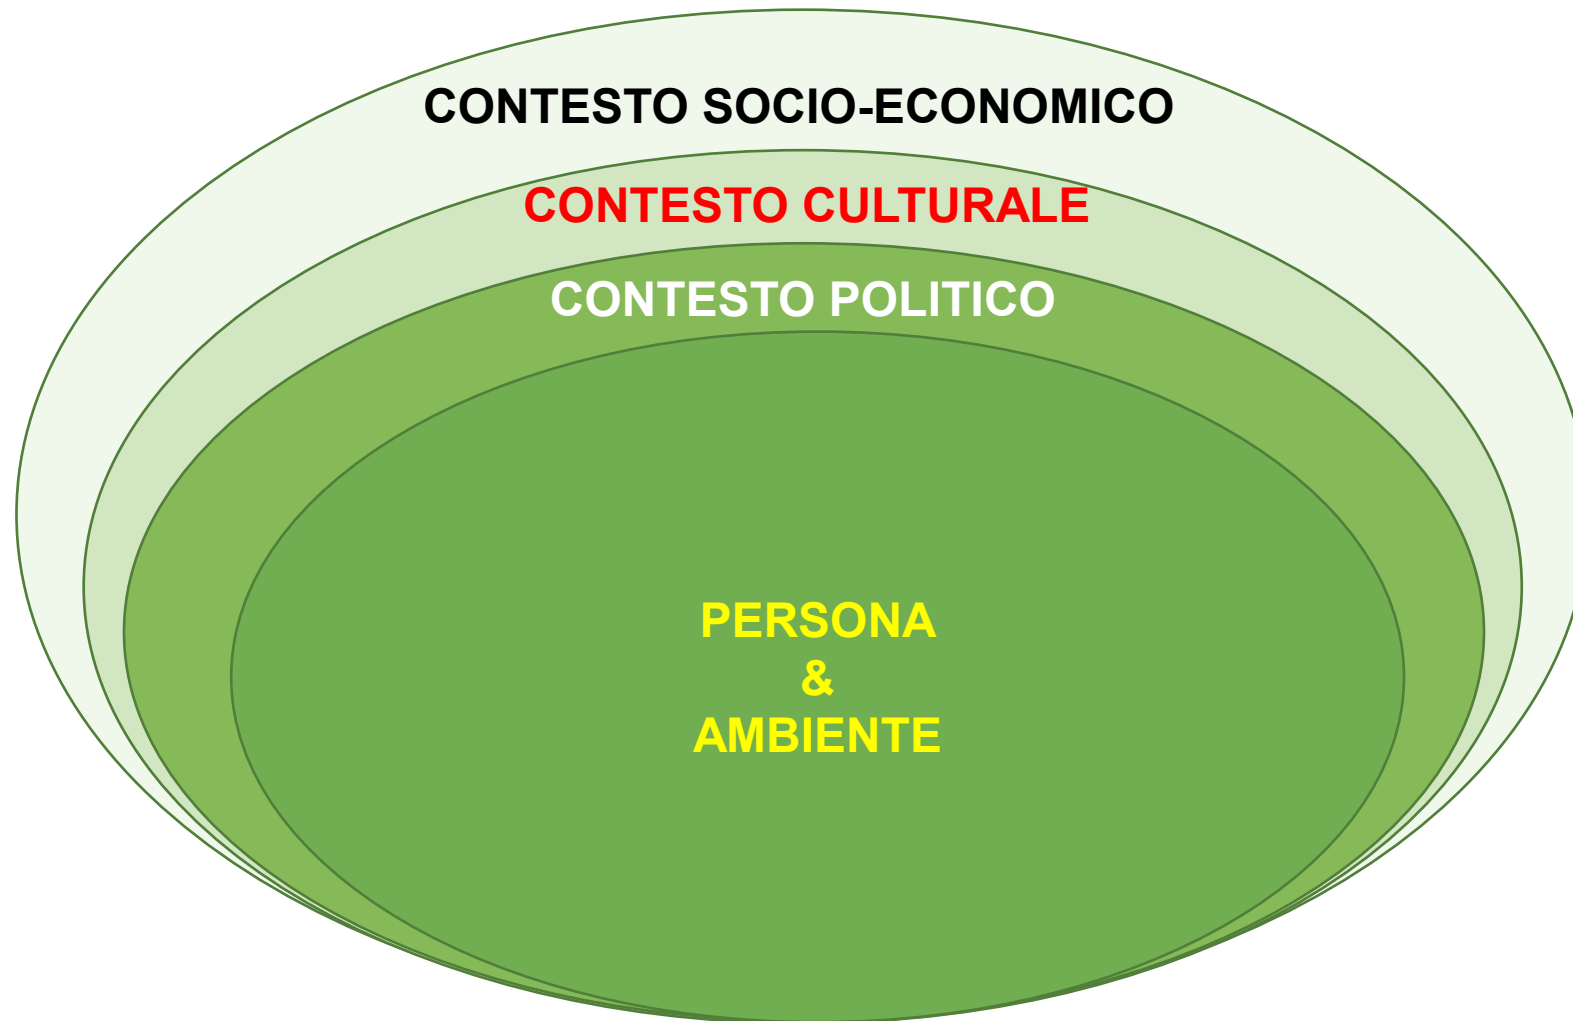 CONTESTO SOCIO-ECONOMICO
CONTESTO CULTURALE
CONTESTO POLITICO
PERSONA
&
AMBIENTE